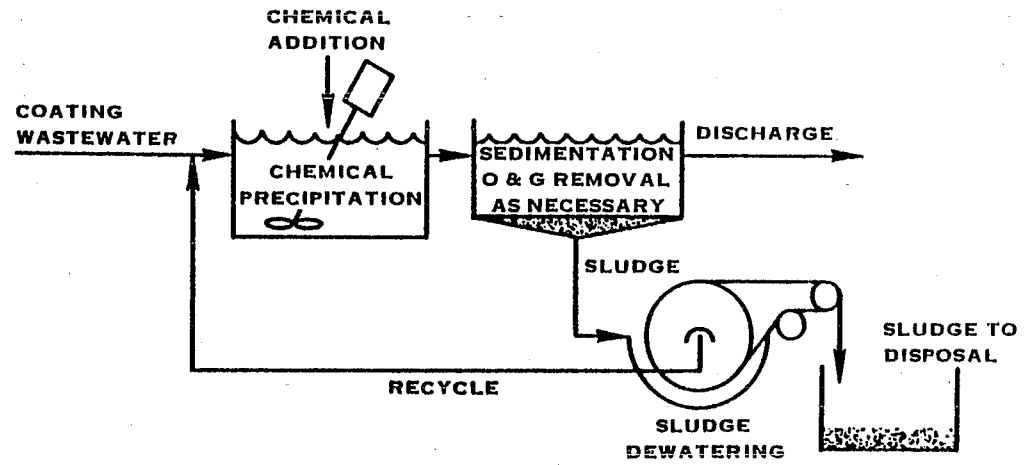 CHEMICAL
ADDITION
COATING
WASTEWATER
CHEMICAL
PRECIPITATION
SEDIMENTATION
O & G REMOVAL
AS NECESSARY
DISCHARGE
SLUDGE
RECYCLE
SLUDGE
DEWATERING
SLUDGE TO
DISPOSAL